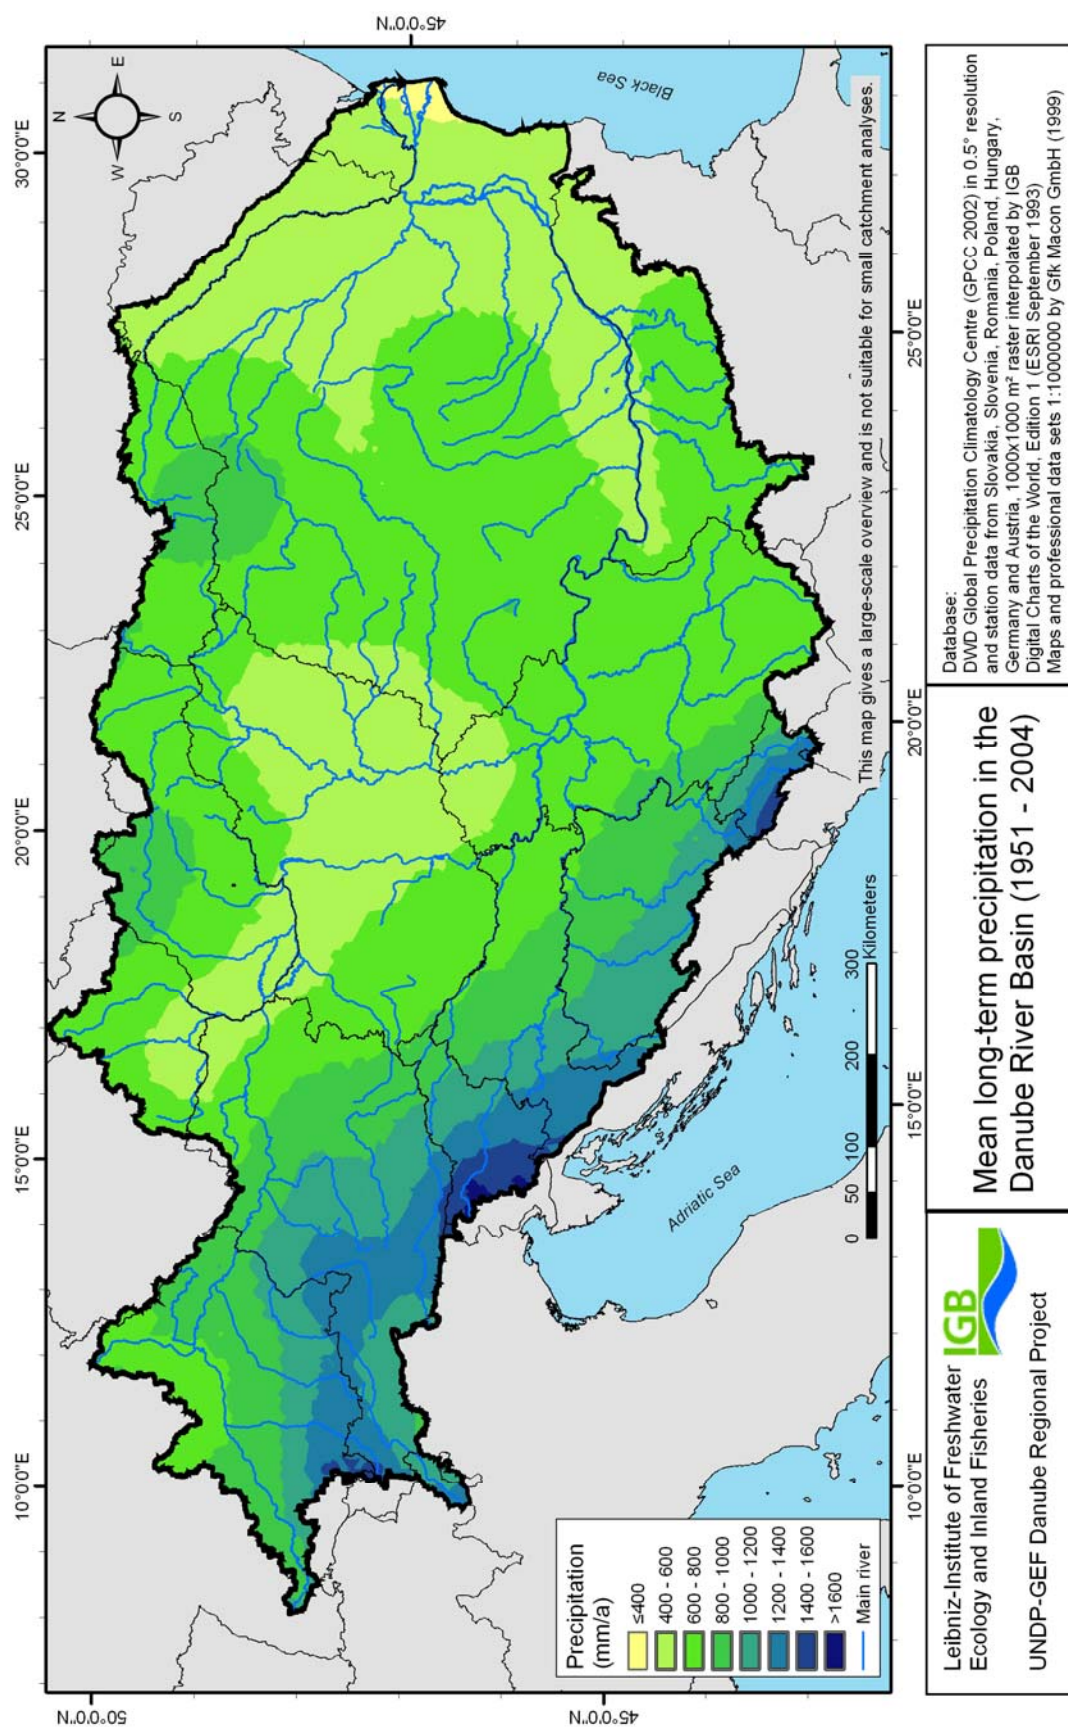 10°0'0"E
15°0'0"E
20°0'0"E
25°0'0"E
30°0'0"E
50°0'0"N
45°0'0"N
45°0'0"N
N
W
E
S
Black Sea
Adriatic Sea
Precipitation
(mm/a)
≤400
400 - 600
600 - 800
800 - 1000
1000 - 1200
1200 - 1400
1400 - 1600
>1600
Main river
0 50 100 200 300
Kilometers
This map gives a large-scale overview and is not suitable for small catchment analyses.
10°0'0"E
15°0'0"E
20°0'0"E
25°0'0"E
Leibniz-Institute of Freshwater
Ecology and Inland Fisheries
IGB
UNDP-GEF Danube Regional Project
Mean long-term precipitation in the
Danube River Basin (1951 - 2004)
Database:
DWD Global Precipitation Climatology Centre (GPCC 2002) in 0.5° resolution
and station data from Slovakia, Slovenia, Romania, Poland, Hungary,
Germany and Austria, 1000x1000 m² raster interpolated by IGB
Digital Charts of the World, Edition 1 (ESRI September 1993)
Maps and professional data sets 1:1000000 by Gfk Macon GmbH (1999)